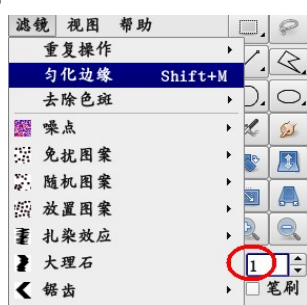 滤镜 视图 帮助
重复操作
匀化边缘 Shift+M
去除色斑
噪点
免扰图案
随机图案
放置图案
扎染效应
大理石
1
锯齿
笔刷